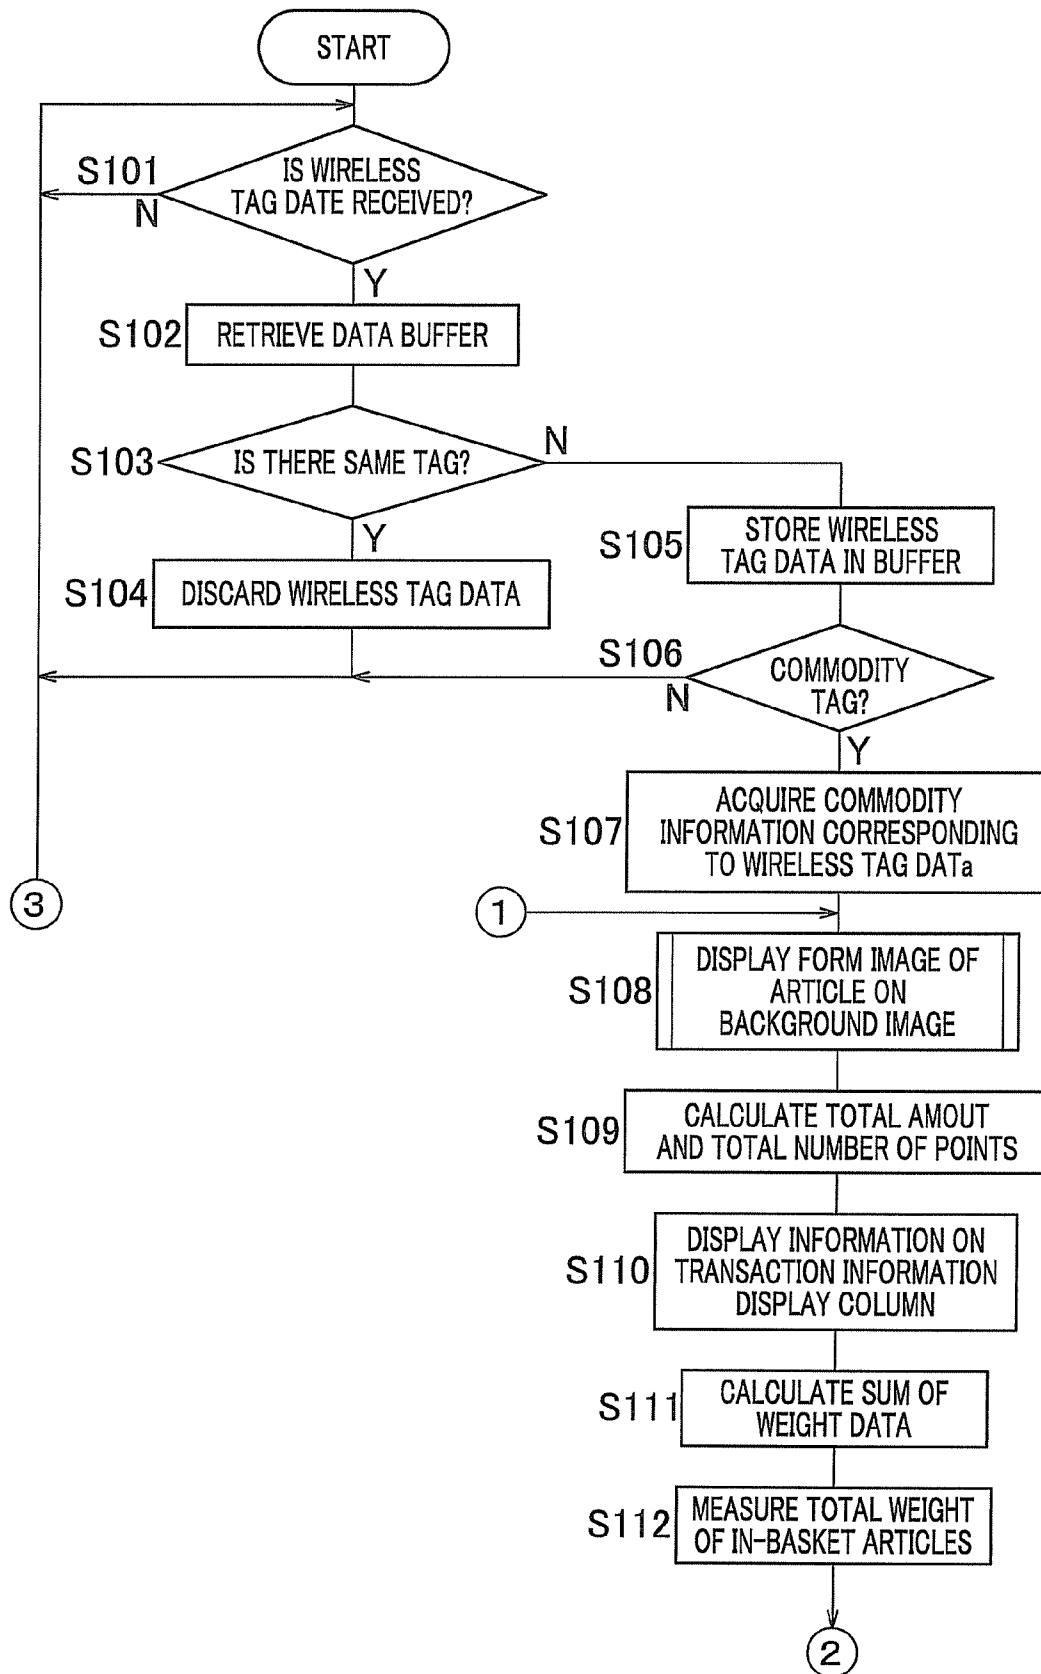 START
S101
IS WIRELESS
TAG DATE RECEIVED?
N
Y
S102
RETRIEVE DATA BUFFER
S103
IS THERE SAME TAG?
N
Y
S105
STORE WIRELESS
TAG DATA IN BUFFER
S104
DISCARD WIRELESS TAG DATA
S106
COMMODITY
TAG?
N
Y
S107
ACQUIRE COMMODITY
INFORMATION CORRESPONDING
TO WIRELESS TAG DATa
3
1
S108
DISPLAY FORM IMAGE OF
ARTICLE ON
BACKGROUND IMAGE
S109
CALCULATE TOTAL AMOUT
AND TOTAL NUMBER OF POINTS
S110
DISPLAY INFORMATION ON
TRANSACTION INFORMATION
DISPLAY COLUMN
S111
CALCULATE SUM OF
WEIGHT DATA
S112
MEASURE TOTAL WEIGHT
OF IN-BASKET ARTICLES
2